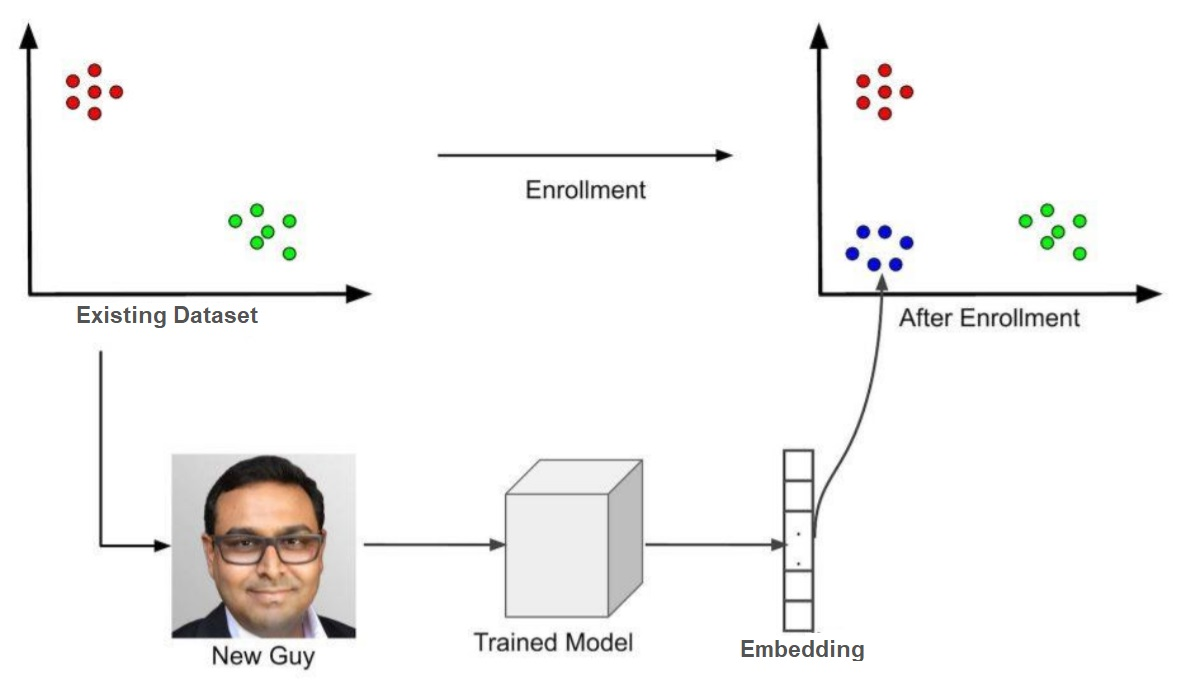 Enrollment
Existing Dataset
After Enrollment
New Guy
Trained Model
Embedding